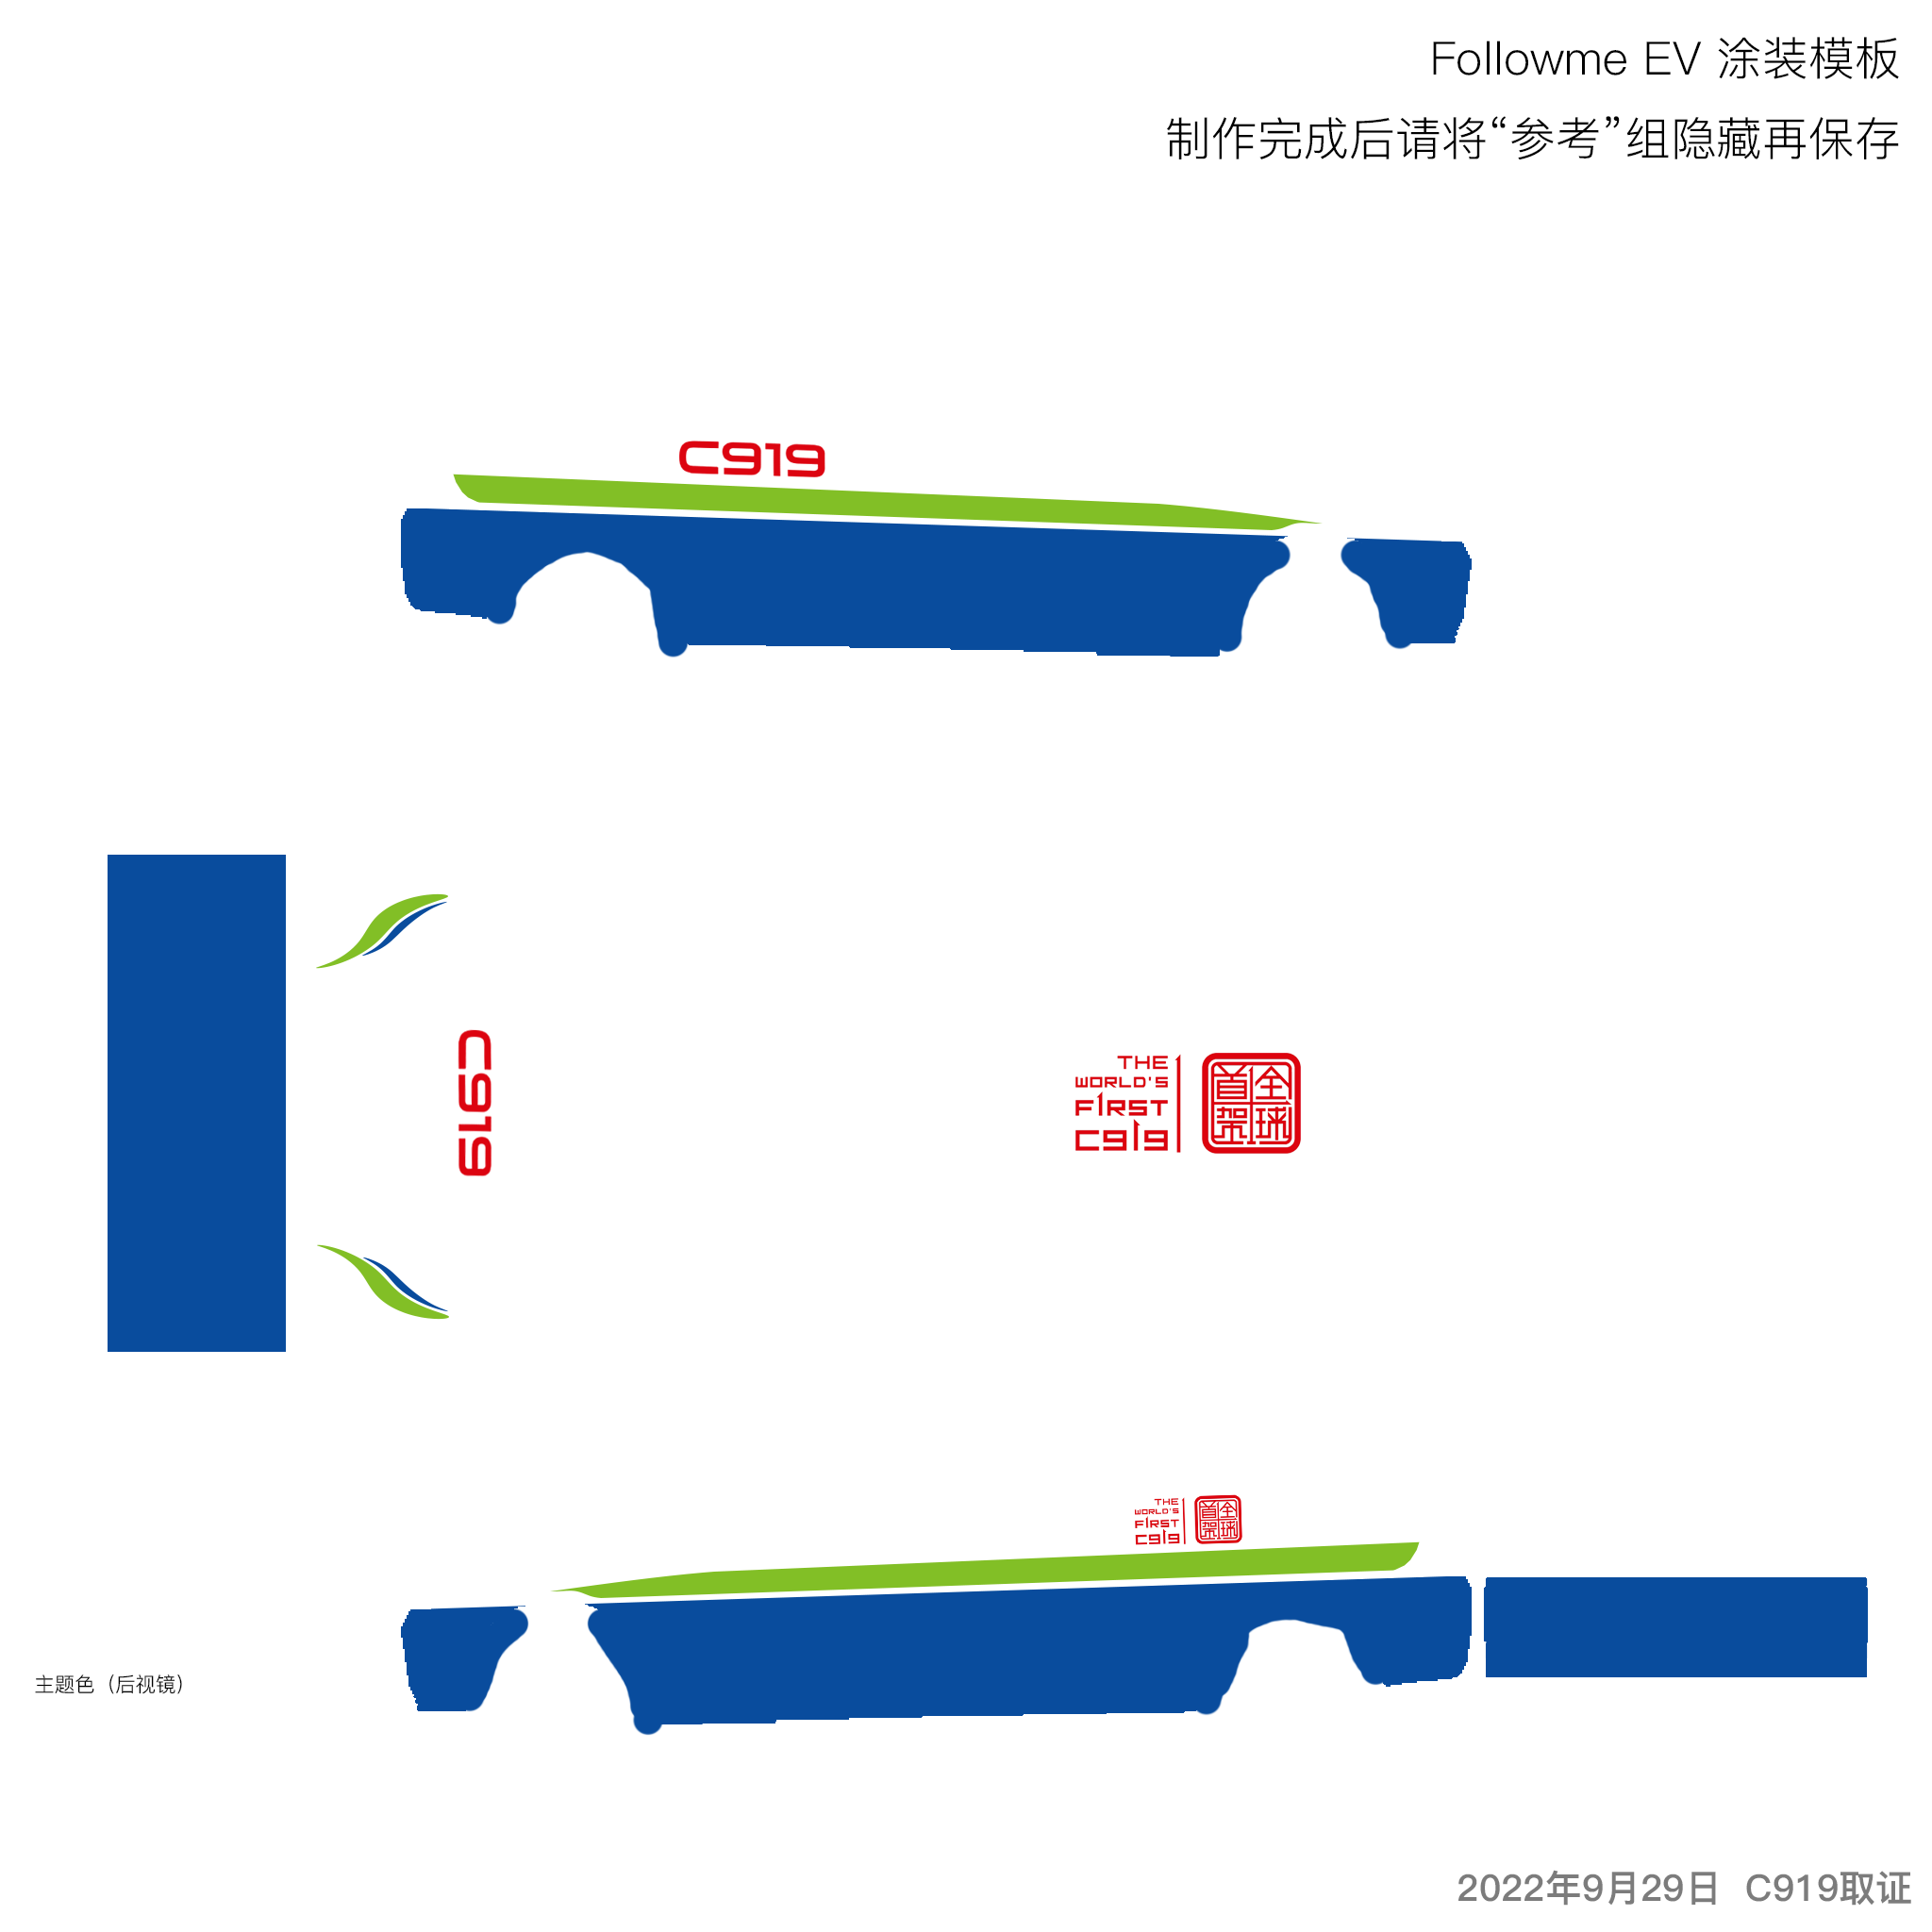 Followme EV 涂装模板
制作完成后请将“参考”组隐藏再保存
C919
C919
THE
WORLD'S
FIRST
C919
全球
首架
THE
WORLD'S
FIRST
C919
全球
首架
主题色（后视镜）
2022年9月29日 C919取证